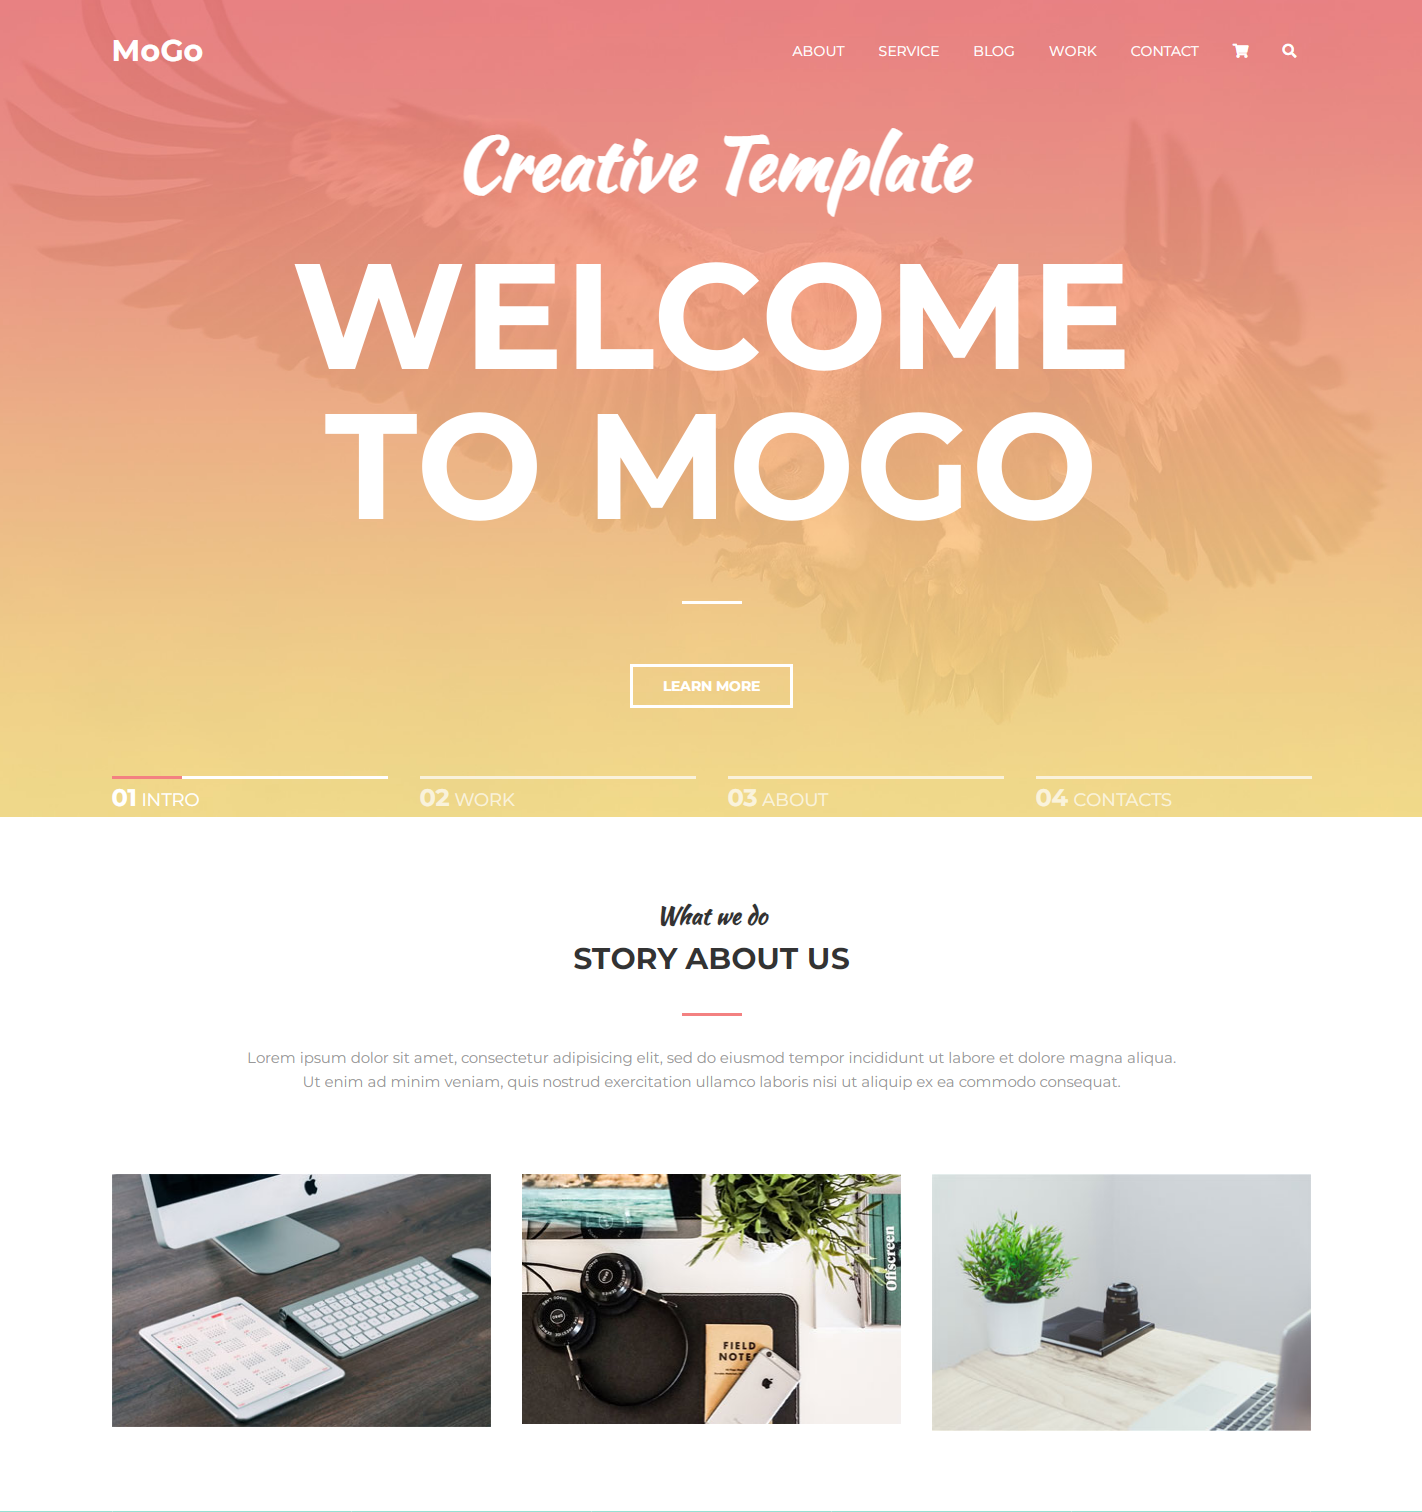 MoGo
ABOUT SERVICE BLOG WORK CONTACT
Creative Template
WELCOME
TO MOGO
LEARN MORE
01 INTRO
02 WORK
03 ABOUT
04 CONTACTS
What we do
STORY ABOUT US
Lorem ipsum dolor sit amet, consectetur adipisicing elit, sed do eiusmod tempor incididunt ut labore et dolore magna aliqua.
Ut enim ad minim veniam, quis nostrud exercitation ullamco laboris nisi ut aliquip ex ea commodo consequat.
Offscreen
FIELD
NOTES